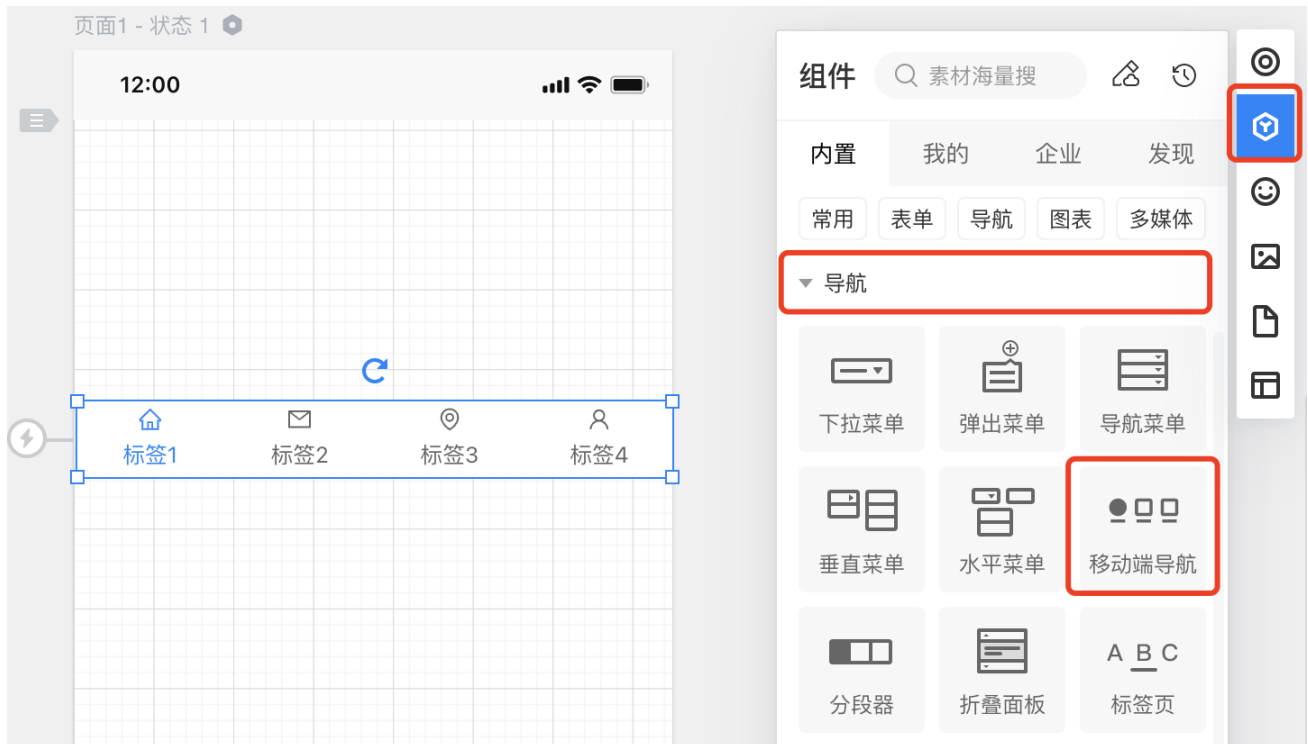 页面1 - 状态 1
12:00
标签1 标签2 标签3 标签4
组件 素材海量搜
内置 我的 企业 发现
常用 表单 导航 图表 多媒体
导航
下拉菜单 弹出菜单 导航菜单
垂直菜单 水平菜单 移动端导航
A B C
分段器 折叠面板 标签页